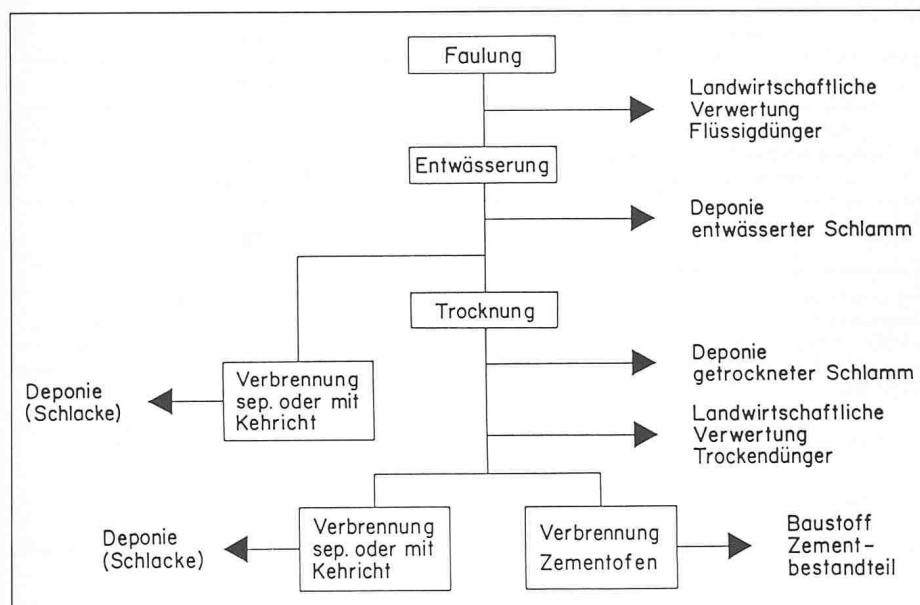 Faulung
Landwirtschaftliche
Verwertung
Flüssigdünger
Entwässerung
Deponie
entwässerter Schlamm
Trocknung
Deponie
getrockneter Schlamm
Verbrennung
sep. oder mit
Kehricht
Deponie
(Schlacke)
Landwirtschaftliche
Verwertung
Trockendünger
Verbrennung
sep. oder mit
Kehricht
Deponie
(Schlacke)
Verbrennung
Zementofen
Baustoff
Zement-
bestandteil